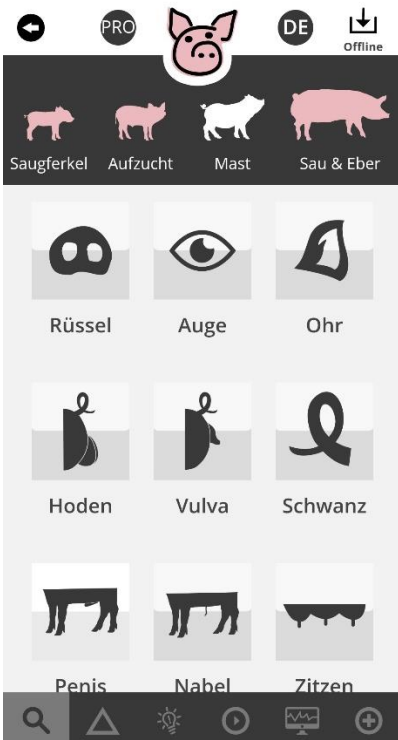 PRO
DE
Offline
Saugferkel Aufzucht Mast Sau & Eber
Rüssel Auge Ohr
Hoden Vulva Schwanz
Penis Nabel Zitzen